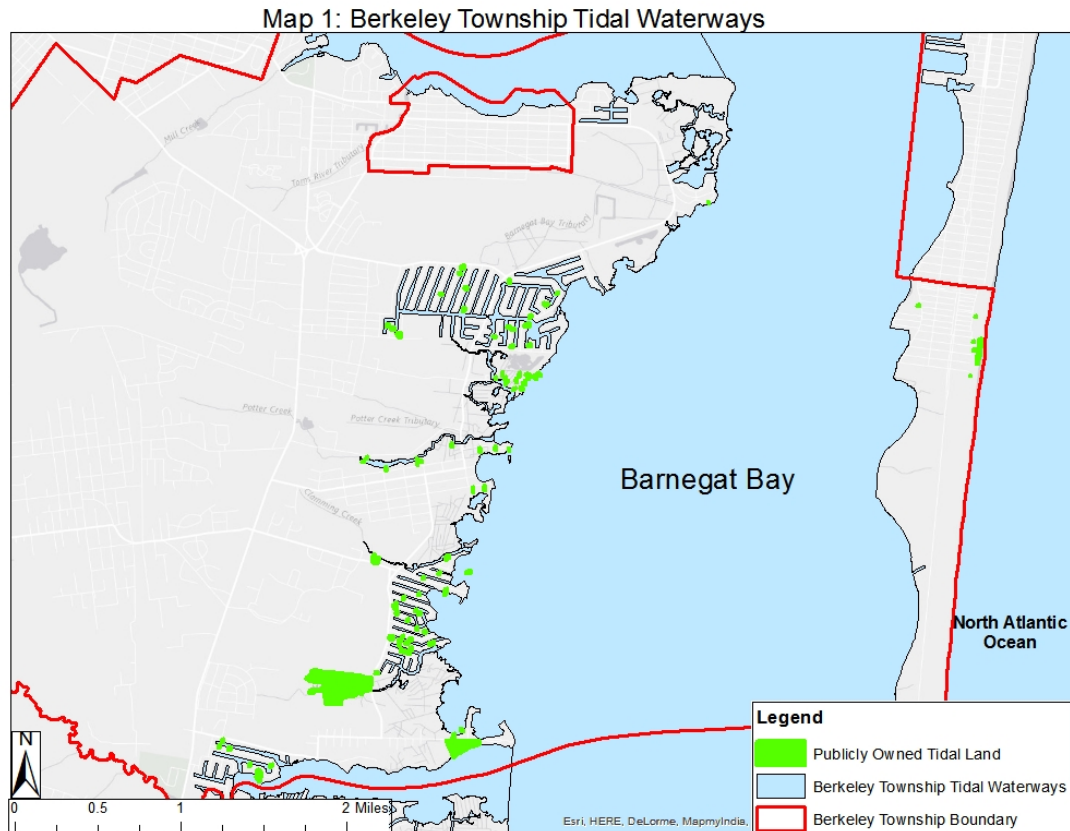 Map 1: Berkeley Township Tidal Waterways
Mill Creek
Toms River Tributary
Barnegat Bay Tributary
Potter Creek
Potter Creek Tributary
Barnegat Bay
Clamming Creek
North Atlantic
Ocean
Legend
Publicly Owned Tidal Land
Berkeley Township Tidal Waterways
Berkeley Township Boundary
N
0 0.5 1 2 Miles
Esri, HERE, DeLorme, MapmyIndia,